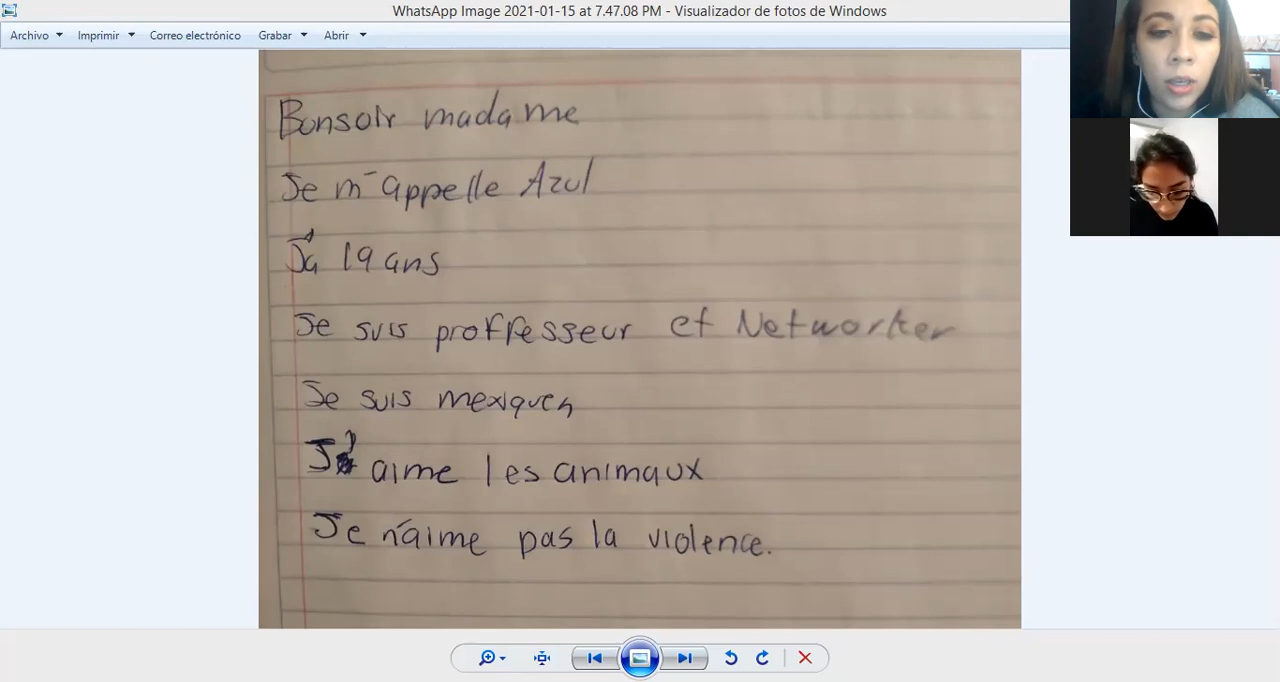 WhatsApp Image 2021-01-15 at 7.47.08 PM - Visualizador de fotos de Windows
Archivo Imprimir Correo electrónico Grabar Abrir
Bonsoir madame
Je m'appelle Azul
J'a 19 ans
Je suis proffesseur et Networker
Je suis mexiquen
J' aime les animaux
Je n'aime pas la violence.